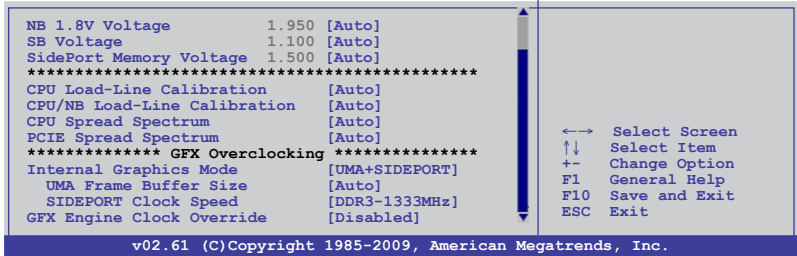 NB 1.8V Voltage 1.950 [Auto]
SB Voltage 1.100 [Auto]
SidePort Memory Voltage 1.500 [Auto]
************************************************
CPU Load-Line Calibration [Auto]
CPU/NB Load-Line Calibration [Auto]
CPU Spread Spectrum [Auto]
PCIE Spread Spectrum [Auto]
************* GFX Overclocking ***************
Internal Graphics Mode [UMA+SIDEPORT]
UMA Frame Buffer Size [Auto]
SIDEPORT Clock Speed [DDR3-1333MHz]
GFX Engine Clock Override [Disabled]
←→ Select Screen
↑↓ Select Item
+- Change Option
F1 General Help
F10 Save and Exit
ESC Exit
v02.61 (C)Copyright 1985-2009, American Megatrends, Inc.